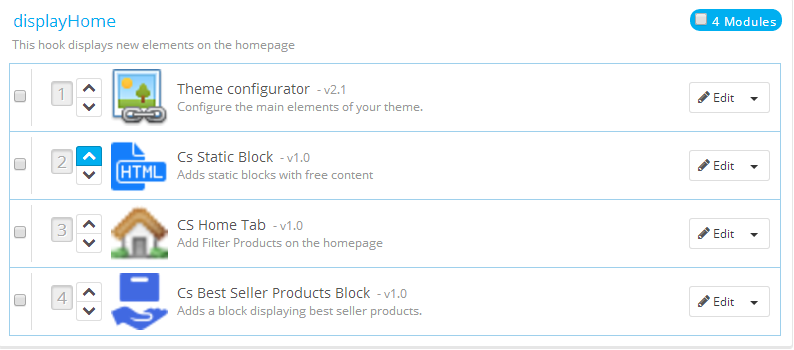 displayHome
4 Modules
This hook displays new elements on the homepage
1
Theme configurator - v2.1
Configure the main elements of your theme.
Edit
2
HTML
Cs Static Block - v1.0
Adds static blocks with free content
Edit
3
CS Home Tab - v1.0
Add Filter Products on the homepage
Edit
4
Cs Best Seller Products Block - v1.0
Adds a block displaying best seller products.
Edit